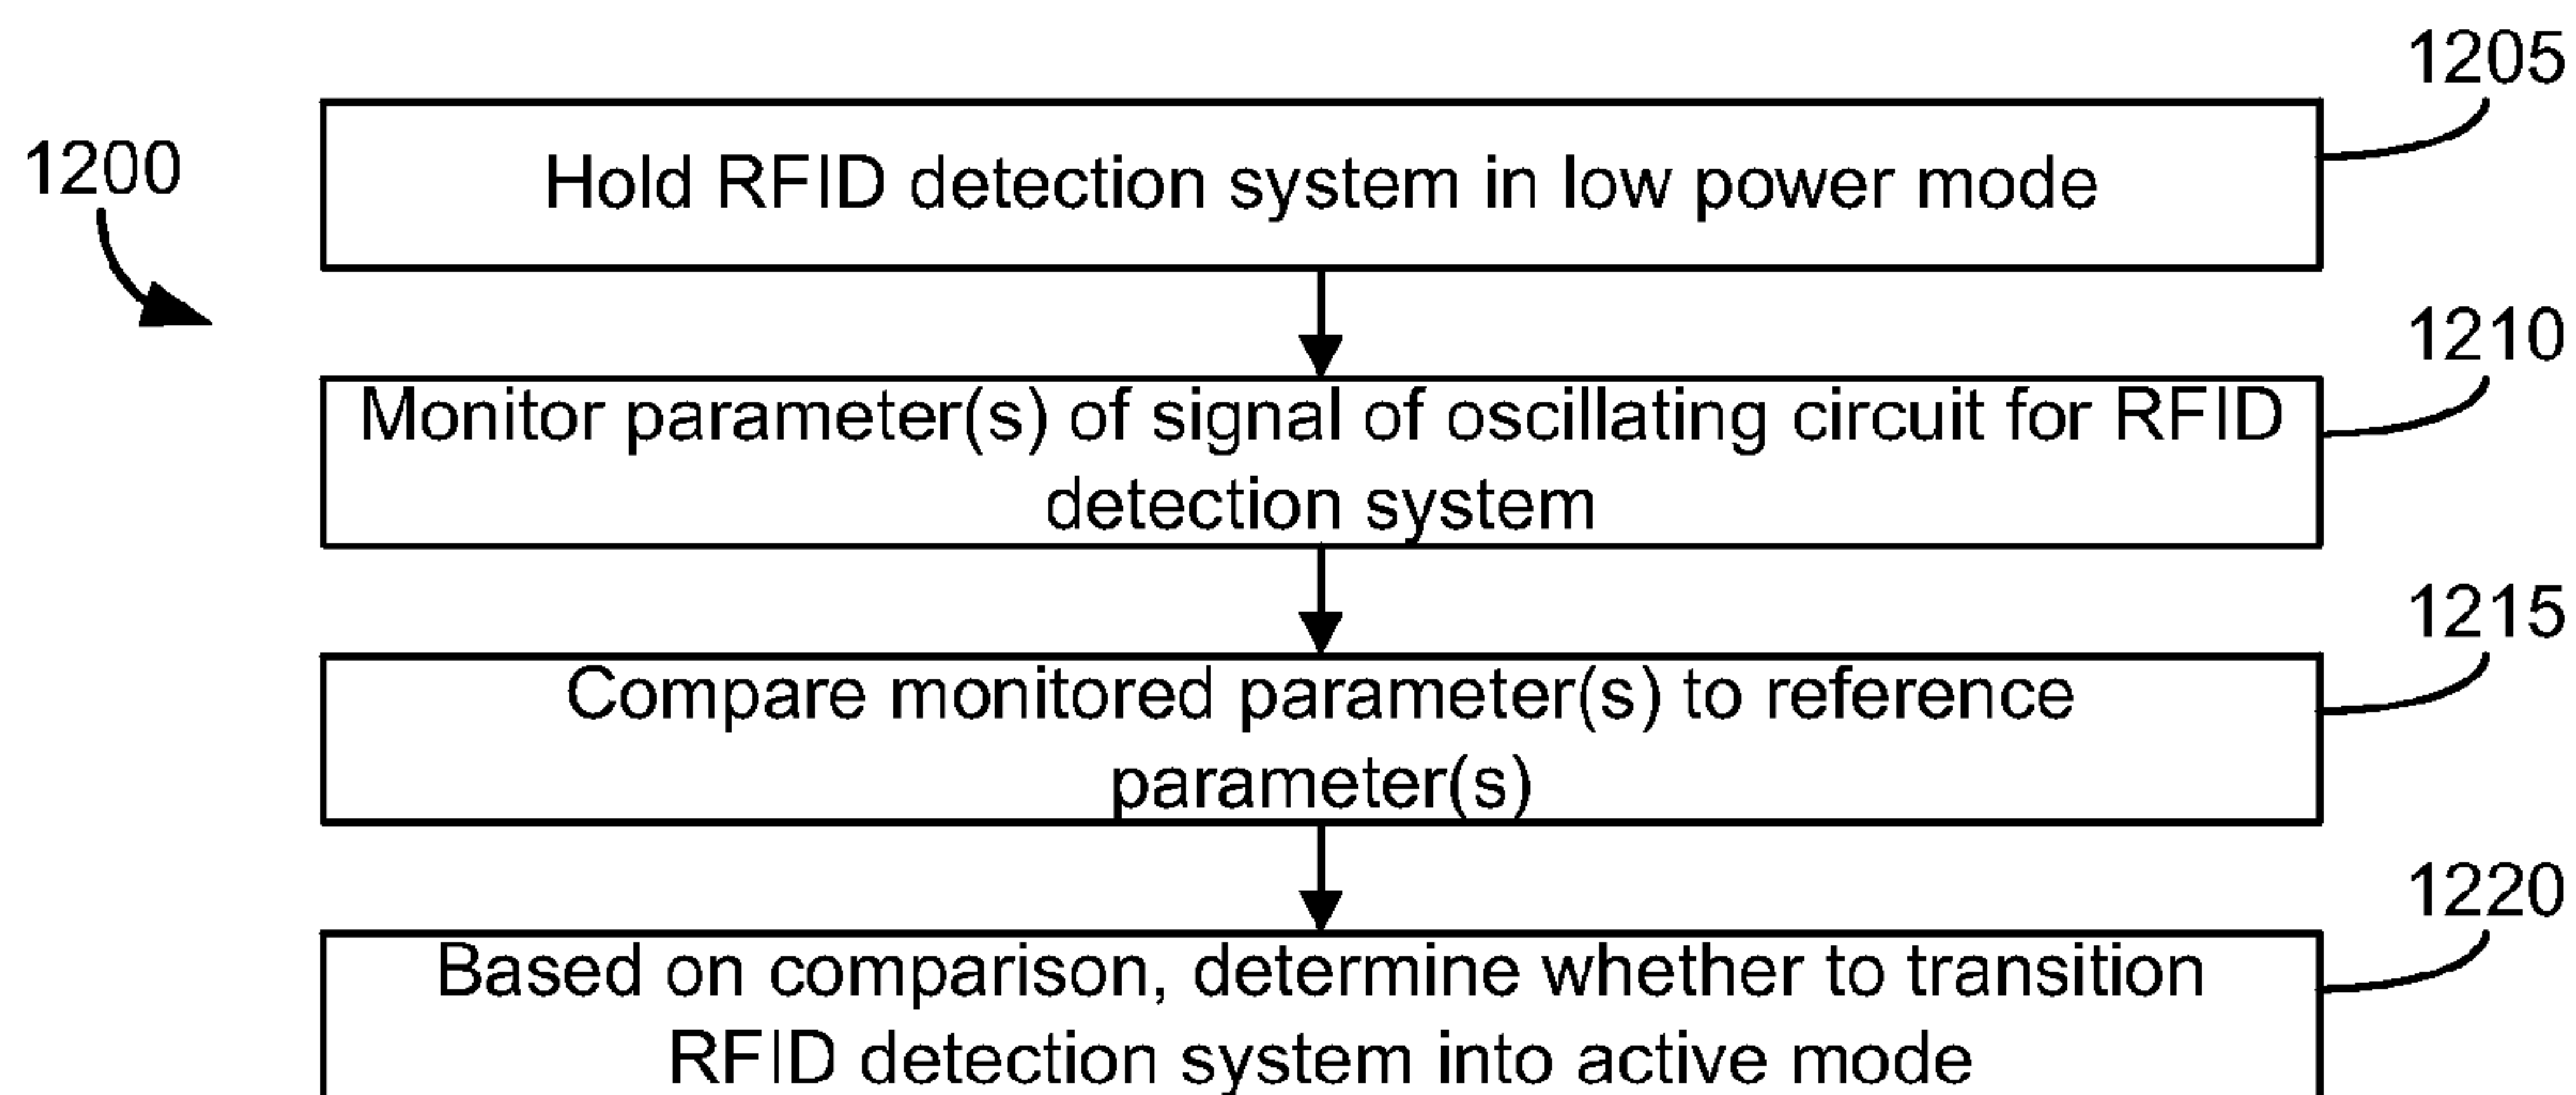 1205
Hold RFID detection system in low power mode
1200
1210
Monitor parameter(s) of signal of oscillating circuit for RFID
detection system
1215
Compare monitored parameter(s) to reference
parameter(s)
1220
Based on comparison, determine whether to transition
RFID detection system into active mode